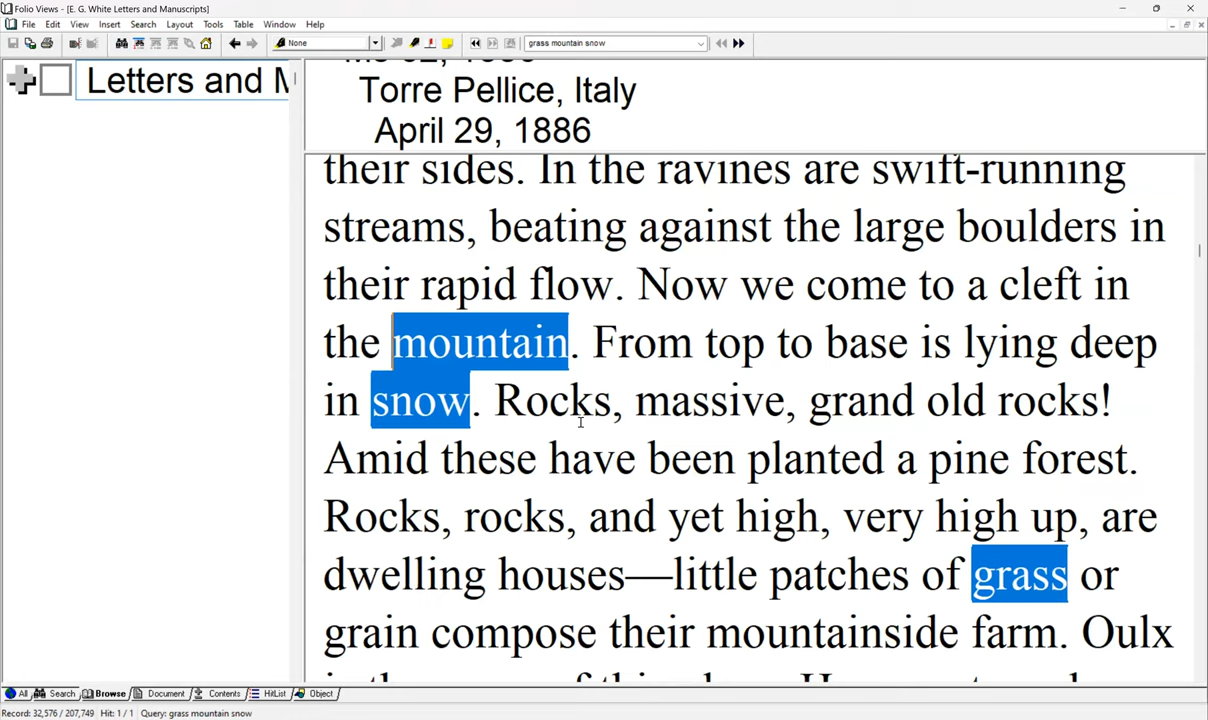 Folio Views - [E. G. White Letters and Manuscripts]
File Edit View Insert Search Layout Tools Table Window Help
None
grass mountain snow
Letters and M
Torre Pellice, Italy
April 29, 1886
their sides. In the ravines are swift-running
streams, beating against the large boulders in
their rapid flow. Now we come to a cleft in
the mountain. From top to base is lying deep
in snow. Rocks, massive, grand old rocks!
Amid these have been planted a pine forest.
Rocks, rocks, and yet high, very high up, are
dwelling houses—little patches of grass or
grain compose their mountainside farm. Oulx
All Search Browse Document Contents HitList Object
Record: 32,576 / 207,749 Hit: 1 / 1 Query: grass mountain snow